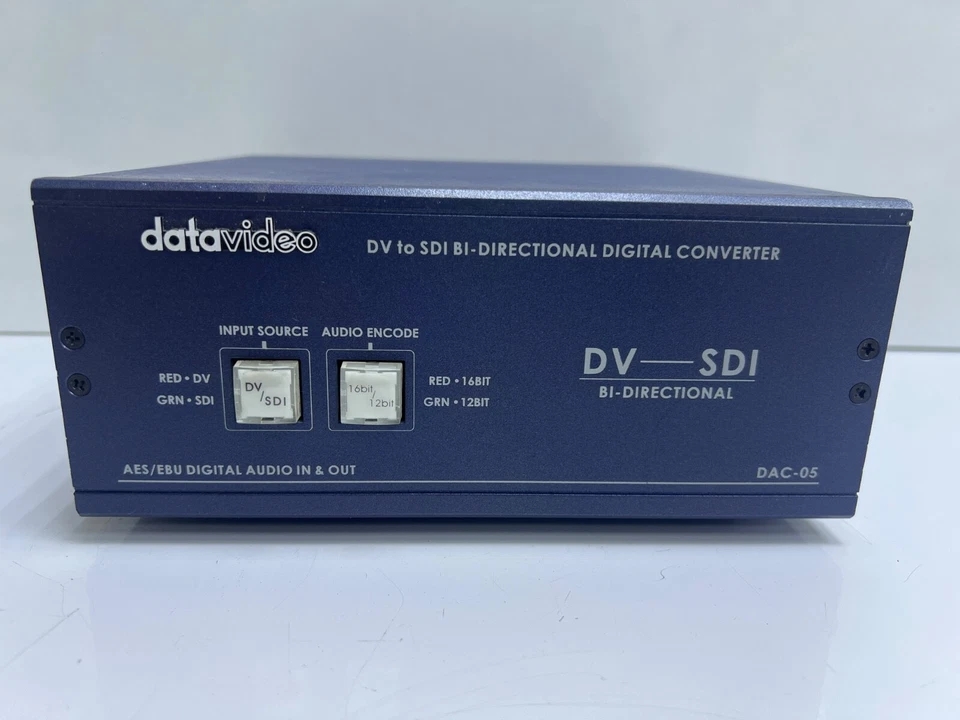 datavideo
DV to SDI BI-DIRECTIONAL DIGITAL CONVERTER
INPUT SOURCE
AUDIO ENCODE
RED • DV
GRN • SDI
DV/SDI
16bit/12bit
RED • 16BIT
GRN • 12BIT
DV — SDI
BI-DIRECTIONAL
AES/EBU DIGITAL AUDIO IN & OUT
DAC-05